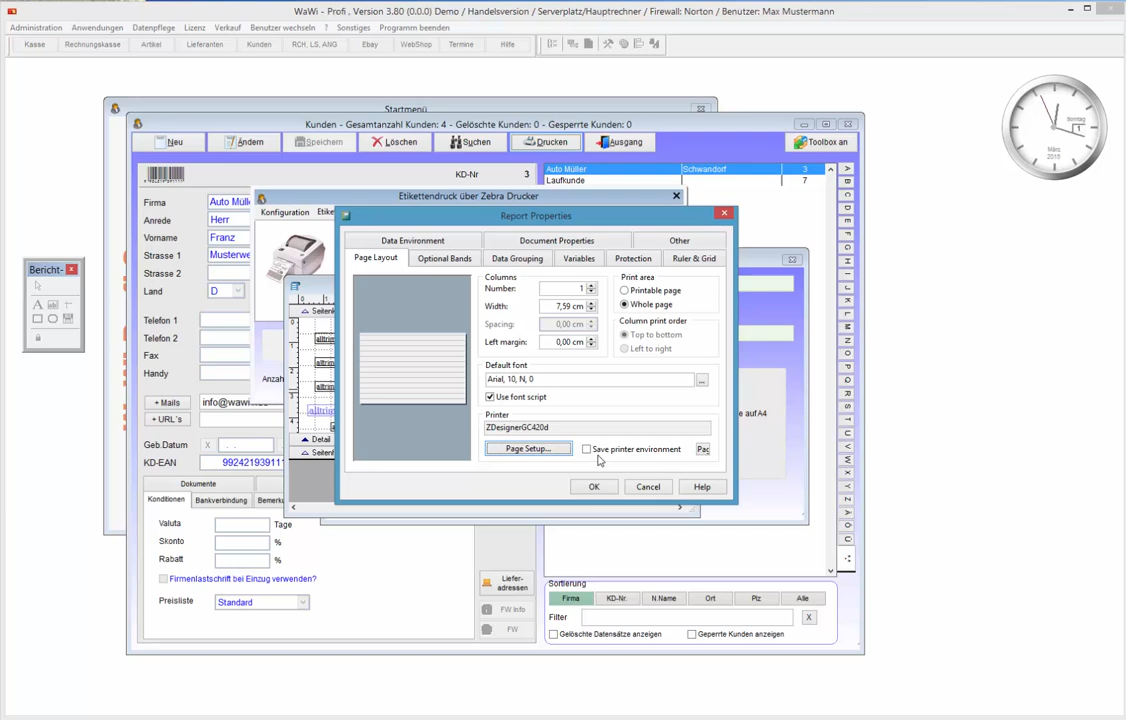 WaWi - Profi , Version 3.80 (0.0.0) Demo / Handelsversion / Serverplatz/Hauptrechner / Firewall: Norton / Benutzer: Max Mustermann
Administration Anwendungen Datenpflege Lizenz Verkauf Benutzer wechseln ? Sonstiges Programm beenden
Kasse Rechnungskasse Artikel Lieferanten Kunden RCH, LS, ANG Ebay WebShop Termine Hilfe
Startmenü
Kunden - Gesamtanzahl Kunden: 4 - Gelöschte Kunden: 0 - Gesperrte Kunden: 0
Neu Ändern Speichern Löschen Suchen Drucken Ausgang Toolbox an
KD-Nr 3
Auto Müller Schwandorf 3
Laufkunde 7
Etikettendruck über Zebra Drucker
Konfiguration
Report Properties
Firma Auto Mülle
Anrede Herr
Vorname Franz
Strasse 1 Musterwe
Strasse 2
Land D
Telefon 1
Telefon 2
Fax
Handy
+ Mails
+ URL's
Geb.Datum X . .
KD-EAN 99242193911
Dokumente
Konditionen Bankverbindung
Valuta Tage
Skonto %
Rabatt %
Firmenlastschrift bei Einzug verwenden?
Preisliste Standard
Bericht-
Data Environment Document Properties Other
Page Layout Optional Bands Data Grouping Variables Protection Ruler & Grid
Columns
Number: 1
Width: 7,59 cm
Spacing: 0,00 cm
Left margin: 0,00 cm
Print area
Printable page
Whole page
Column print order
Top to bottom
Left to right
Default font
Arial, 10, N, 0 ...
Use font script
Printer
ZDesignerGC420d
Page Setup... Save printer environment Pag
OK Cancel Help
Detail
auf A4
Liefer-
adressen
FW Info
FW
Sortierung
Firma KD-Nr. N.Name Ort Plz Alle
Filter X
Gelöschte Datensätze anzeigen Geperrte Kunden anzeigen
A
B
C
D
E
F
G
H
I
J
K
L
M
N
O
P
Q
R
S
T
U
V
W
X
Y
Z
Ä
Ö
Ü
Sonntag
1
März
2015